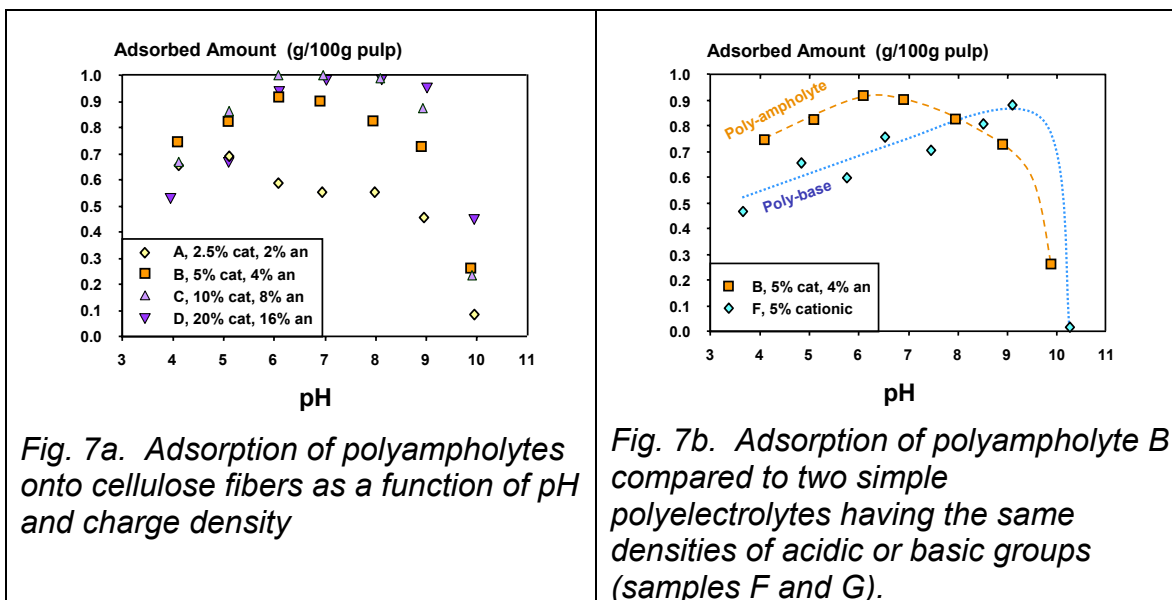 Adsorbed Amount (g/100g pulp)
1.0
0.9
0.8
0.7
0.6
0.5
0.4
0.3
0.2
0.1
0.0
A, 2.5% cat, 2% an
B, 5% cat, 4% an
C, 10% cat, 8% an
D, 20% cat, 16% an
3 4 5 6 7 8 9 10 11
pH
Fig. 7a. Adsorption of polyampholytes
onto cellulose fibers as a function of pH
and charge density
Adsorbed Amount (g/100g pulp)
1.0
0.9
0.8
0.7
0.6
0.5
0.4
0.3
0.2
0.1
0.0
Poly-ampholyte
Poly-base
B, 5% cat, 4% an
F, 5% cationic
3 4 5 6 7 8 9 10 11
pH
Fig. 7b. Adsorption of polyampholyte B
compared to two simple
polyelectrolytes having the same
densities of acidic or basic groups
(samples F and G).